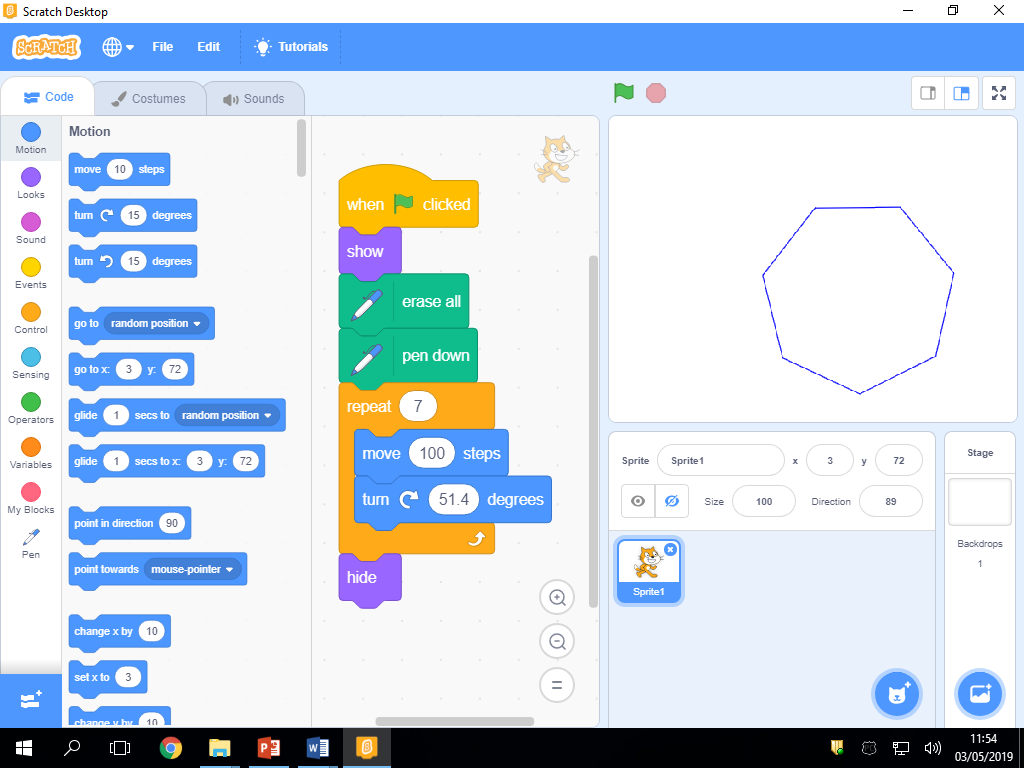 Scratch Desktop
SCRATCH
File
Edit
Tutorials
Code
Costumes
Sounds
Motion
Looks
Sound
Events
Control
Sensing
Operators
Variables
My Blocks
Pen
Motion
move 10 steps
turn 15 degrees
turn 15 degrees
go to random position
go to x: 3 y: 72
glide 1 secs to random position
glide 1 secs to x: 3 y: 72
point in direction 90
point towards mouse-pointer
change x by 10
set x to 3
change y by 10
when clicked
show
erase all
pen down
repeat 7
move 100 steps
turn 51.4 degrees
hide
Sprite Sprite1 x 3 y 72
Size 100 Direction 89
Sprite1
Stage
Backdrops
1
11:54
03/05/2019